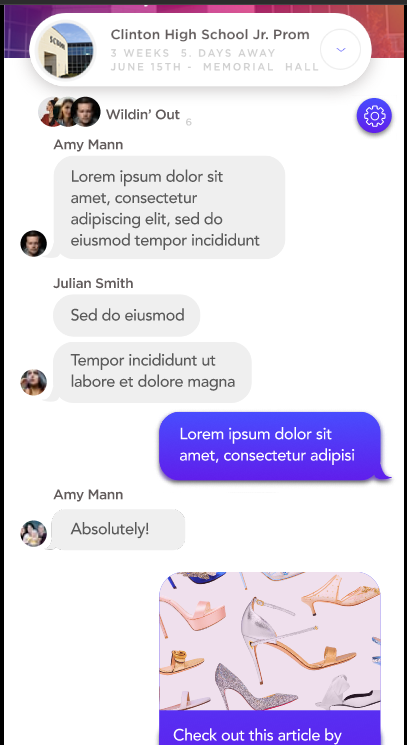 Clinton High School Jr. Prom
3 WEEKS 5. DAYS AWAY
JUNE 15TH - MEMORIAL HALL
Wildin' Out 6
Amy Mann
Lorem ipsum dolor sit
amet, consectetur
adipiscing elit, sed do
eiusmod tempor incididunt
Julian Smith
Sed do eiusmod
Tempor incididunt ut
labore et dolore magna
Lorem ipsum dolor sit
amet, consectetur adipisi
Amy Mann
Absolutely!
Check out this article by